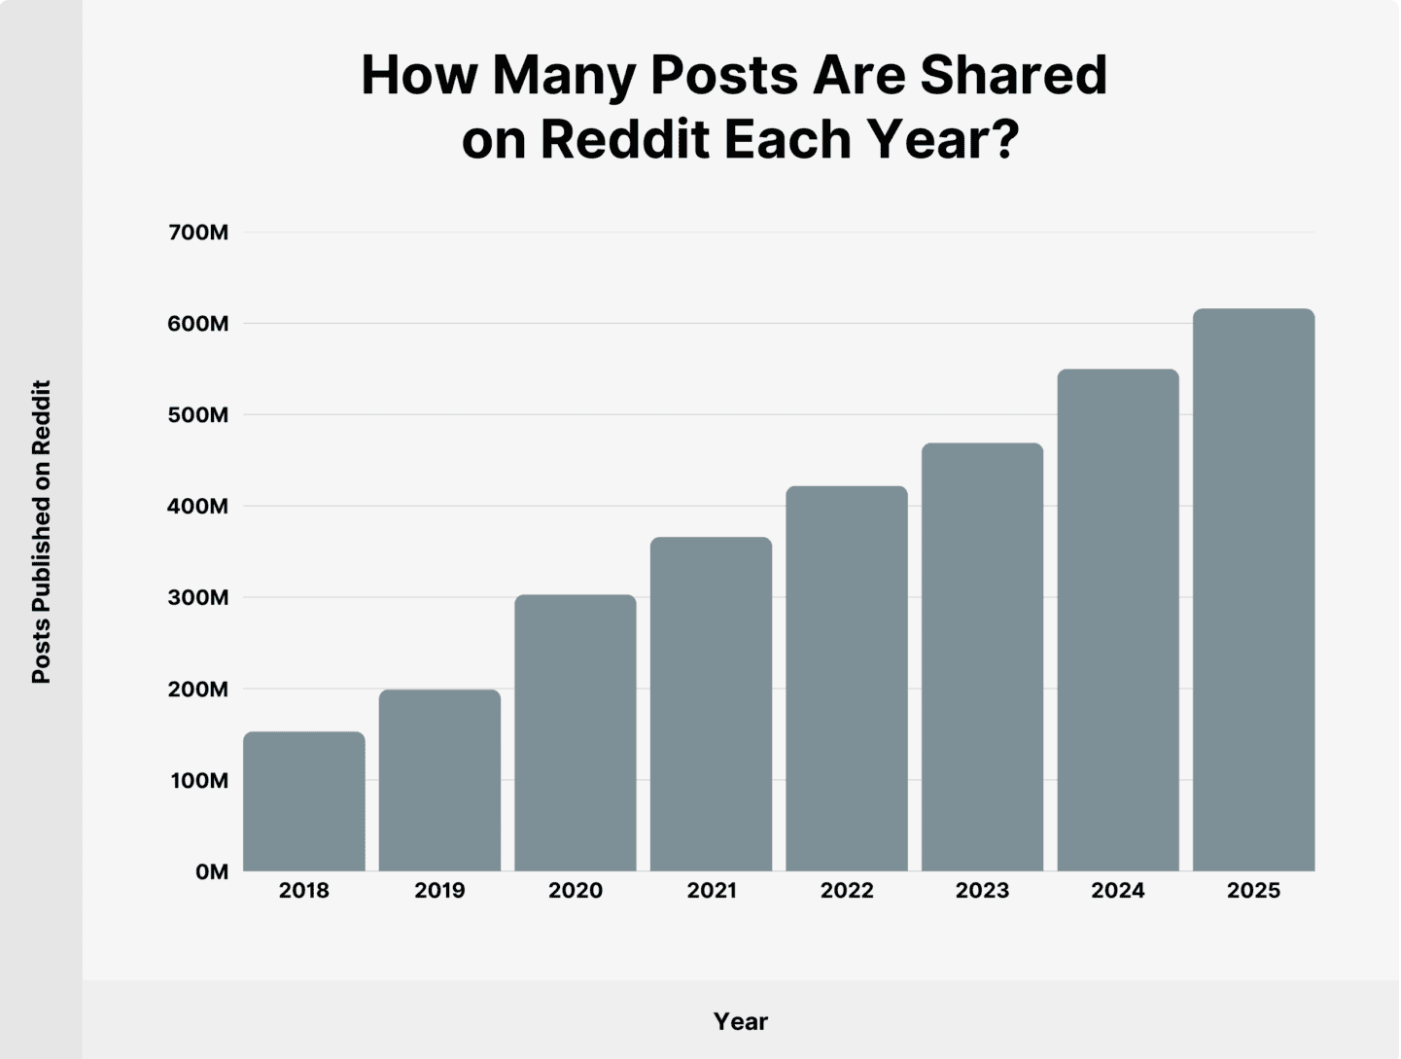 How Many Posts Are Shared
on Reddit Each Year?
Posts Published on Reddit
700M
600M
500M
400M
300M
200M
100M
0M
2018 2019 2020 2021 2022 2023 2024 2025
Year